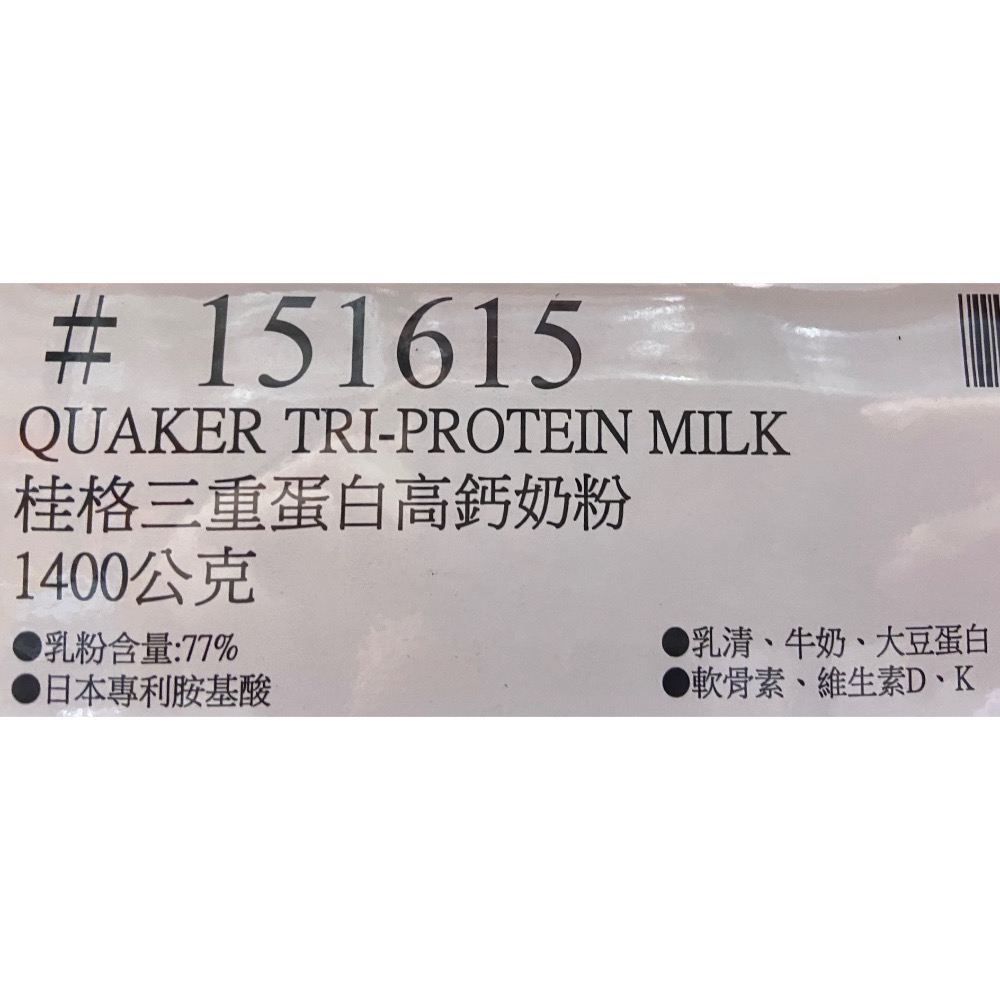 # 151615
QUAKER TRI-PROTEIN MILK
桂格三重蛋白高鈣奶粉
1400公克
●乳粉含量:77%
●日本專利胺基酸
●乳清、牛奶、大豆蛋白
●軟骨素、維生素D、K